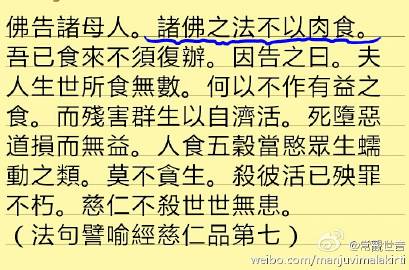 佛告諸母人。諸佛之法不以肉食。
吾已食來不須復辦。因告之曰。夫
人生世所食無數。何以不作有益之
食。而殘害群生以自濟活。死墮惡
道損而無益。人食五穀當愍眾生蠕
動之類。莫不貪生。殺彼活已殃罪
不朽。慈仁不殺世世無患。
（法句譬喻經慈仁品第七）
@常觀世音
weibo.com/manjuvimalakirti